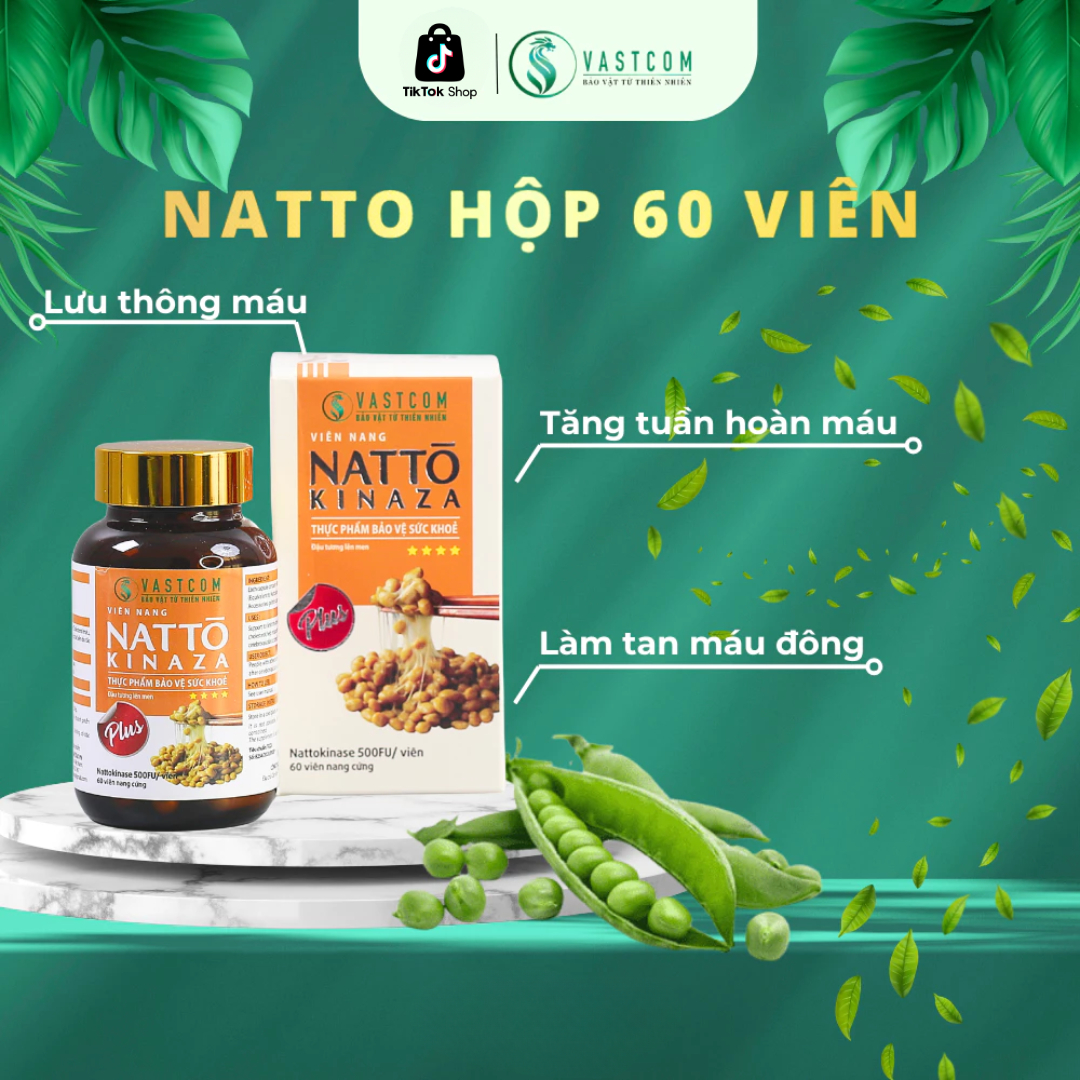 TikTok Shop
VASTCOM
BẢO VẬT TỪ THIÊN NHIÊN
NATTO HỘP 60 VIÊN
Lưu thông máu
Tăng tuần hoàn máu
Làm tan máu đông
VASTCOM
BẢO VẬT TỪ THIÊN NHIÊN
VIÊN NANG
NATTŌ
KINAZA
THỰC PHẨM BẢO VỆ SỨC KHOẺ
Đậu tương lên men
Plus
Nattokinase 500FU/ viên
60 viên nang cứng
VASTCOM
BẢO VẬT TỪ THIÊN NHIÊN
VIÊN NANG
NATTŌ
KINAZA
THỰC PHẨM BẢO VỆ SỨC KHOẺ
Đậu tương lên men
Plus
Nattokinase 500FU/ viên
60 viên nang cứng